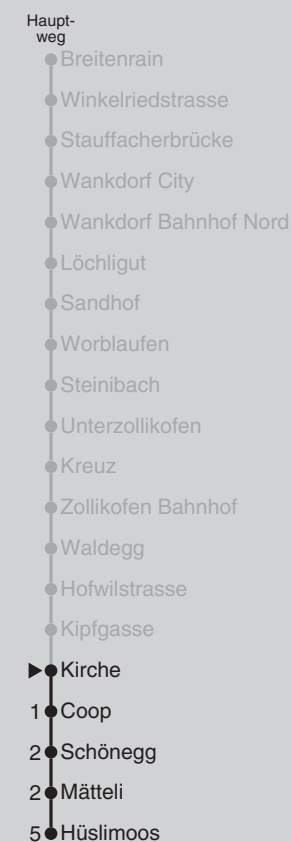 Haupt-
weg
Breitenrain
Winkelriedstrasse
Stauffacherbrücke
Wankdorf City
Wankdorf Bahnhof Nord
Löchligut
Sandhof
Worblaufen
Steinibach
Unterzollikofen
Kreuz
Zollikofen Bahnhof
Waldegg
Hofwilstrasse
Kipfgasse
Kirche
1 Coop
2 Schönegg
2 Mätteli
5 Hüslimoos